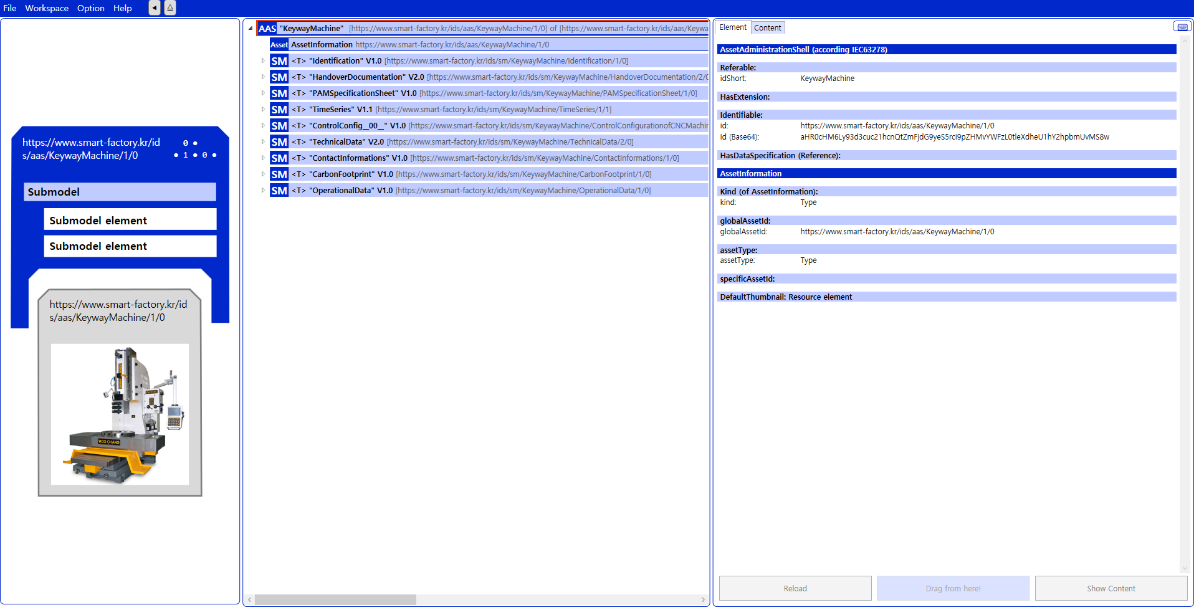 File Workspace Option Help
https://www.smart-factory.kr/id
s/aas/KeywayMachine/1/0
0
1 0
Submodel
Submodel element
Submodel element
https://www.smart-factory.kr/id
s/aas/KeywayMachine/1/0
AAS "KeywayMachine" [https://www.smart-factory.kr/ids/aas/KeywayMachine/1/0] of [https://www.smart-factory.kr/ids/aas/Keywa
Asset AssetInformation https://www.smart-factory.kr/ids/aas/KeywayMachine/1/0
SM <T> "Identification" V1.0 [https://www.smart-factory.kr/ids/sm/KeywayMachine/Identification/1/0]
SM <T> "HandoverDocumentation" V2.0 [https://www.smart-factory.kr/ids/sm/KeywayMachine/HandoverDocumentation/2/0
SM <T> "PAMSpecificationSheet" V1.0 [https://www.smart-factory.kr/ids/sm/KeywayMachine/PAMSpecificationSheet/1/0]
SM <T> "TimeSeries" V1.1 [https://www.smart-factory.kr/ids/sm/KeywayMachine/TimeSeries/1/1]
SM <T> "ControlConfig__00__" V1.0 [https://www.smart-factory.kr/ids/sm/KeywayMachine/ControlConfigurationofCNCMachin
SM <T> "TechnicalData" V2.0 [https://www.smart-factory.kr/ids/sm/KeywayMachine/TechnicalData/2/0]
SM <T> "ContactInformations" V1.0 [https://www.smart-factory.kr/ids/sm/KeywayMachine/ContactInformations/1/0]
SM <T> "CarbonFootprint" V1.0 [https://www.smart-factory.kr/ids/sm/KeywayMachine/CarbonFootprint/1/0]
SM <T> "OperationalData" V1.0 [https://www.smart-factory.kr/ids/sm/KeywayMachine/OperationalData/1/0]
Element Content
AssetAdministrationShell (according IEC63278)
Referable:
idShort: KeywayMachine
HasExtension:
Identifiable:
id: https://www.smart-factory.kr/ids/aas/KeywayMachine/1/0
id (Base64):
HasDataSpecification (Reference):
AssetInformation
Kind (of AssetInformation):
kind: Type
globalAssetId:
globalAssetId: https://www.smart-factory.kr/ids/aas/KeywayMachine/1/0
assetType:
assetType: Type
specificAssetId:
DefaultThumbnail: Resource element
Reload Drag from here! Show Content